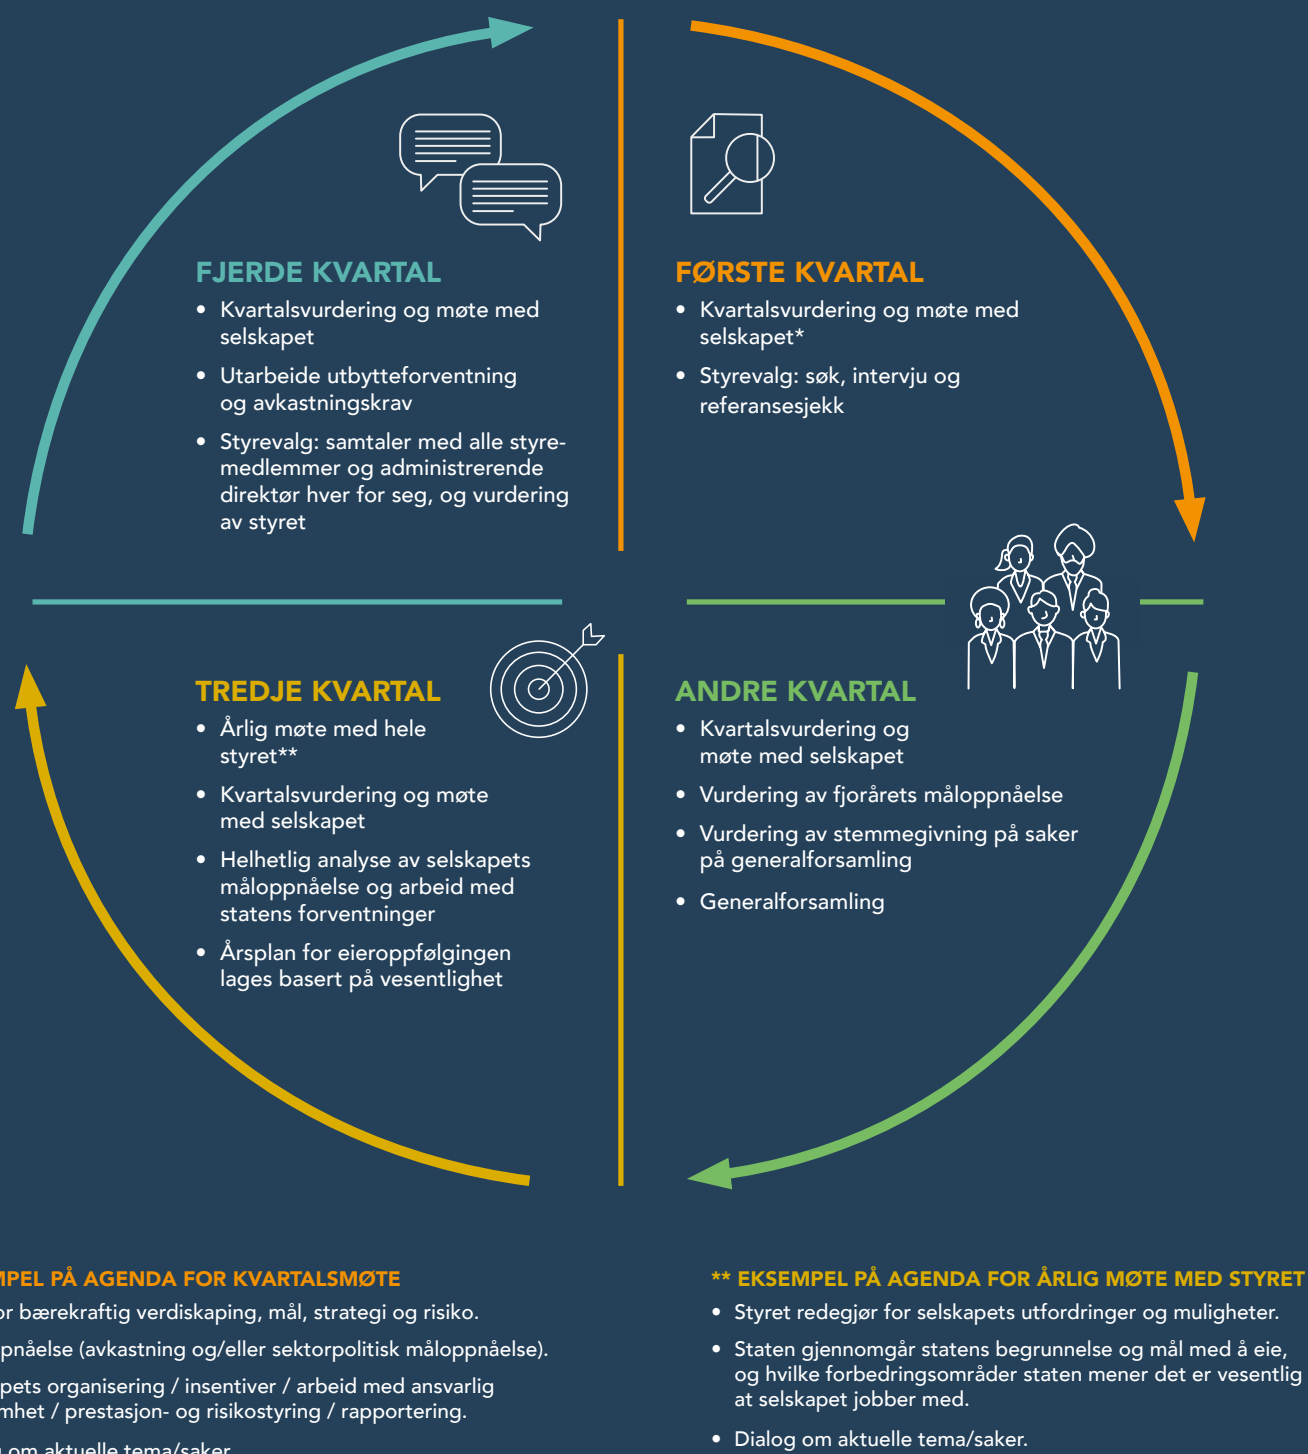 FJERDE KVARTAL
• Kvartalsvurdering og møte med
selskapet
• Utarbeide utbytteforventning
og avkastningskrav
• Styrevalg: samtaler med alle styre-
medlemmer og administrerende
direktør hver for seg, og vurdering
av styret
FØRSTE KVARTAL
• Kvartalsvurdering og møte med
selskapet*
• Styrevalg: søk, intervju og
referansesjekk
TREDJE KVARTAL
• Årlig møte med hele
styret**
• Kvartalsvurdering og møte
med selskapet
• Helhetlig analyse av selskapets
måloppnåelse og arbeid med
statens forventninger
• Årsplan for eieroppfølgingen
lages basert på vesentlighet
ANDRE KVARTAL
• Kvartalsvurdering og
møte med selskapet
• Vurdering av fjorårets måloppnåelse
• Vurdering av stemmegivning på saker
på generalforsamling
• Generalforsamling
PÅ AGENDA FOR KVARTALSMØTE
bærekraftig verdiskaping, mål, strategi og risiko.
(avkastning og/eller sektorpolitisk måloppnåelse).
organisering / insentiver / arbeid med ansvarlig
/ prestasjon- og risikostyring / rapportering.
om aktuelle tema/saker.
** EKSEMPEL PÅ AGENDA FOR ÅRLIG MØTE MED STYRET
• Styret redegjør for selskapets utfordringer og muligheter.
• Staten gjennomgår statens begrunnelse og mål med å eie,
og hvilke forbedringsområder staten mener det er vesentlig
at selskapet jobber med.
• Dialog om aktuelle tema/saker.